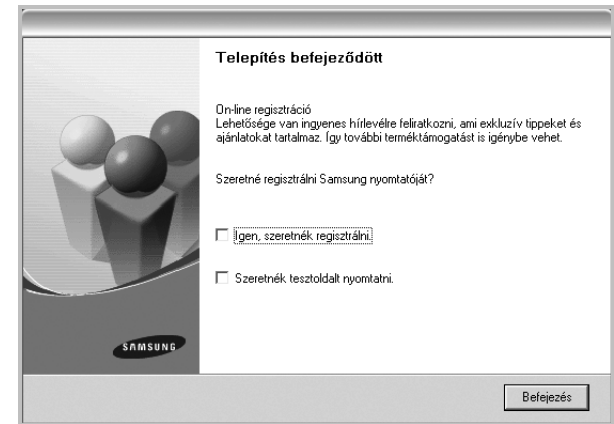 Telepítés befejeződött
On-line regisztráció
Lehetősége van ingyenes hírlevélre feliratkozni, ami exkluzív tippeket és
ajánlatokat tartalmaz. Így további terméktámogatást is igénybe vehet.
Szeretné regisztrálni Samsung nyomtatóját?
Igen, szeretnék regisztrálni.
Szeretnék tesztoldalt nyomtatni.
SAMSUNG
Befejezés